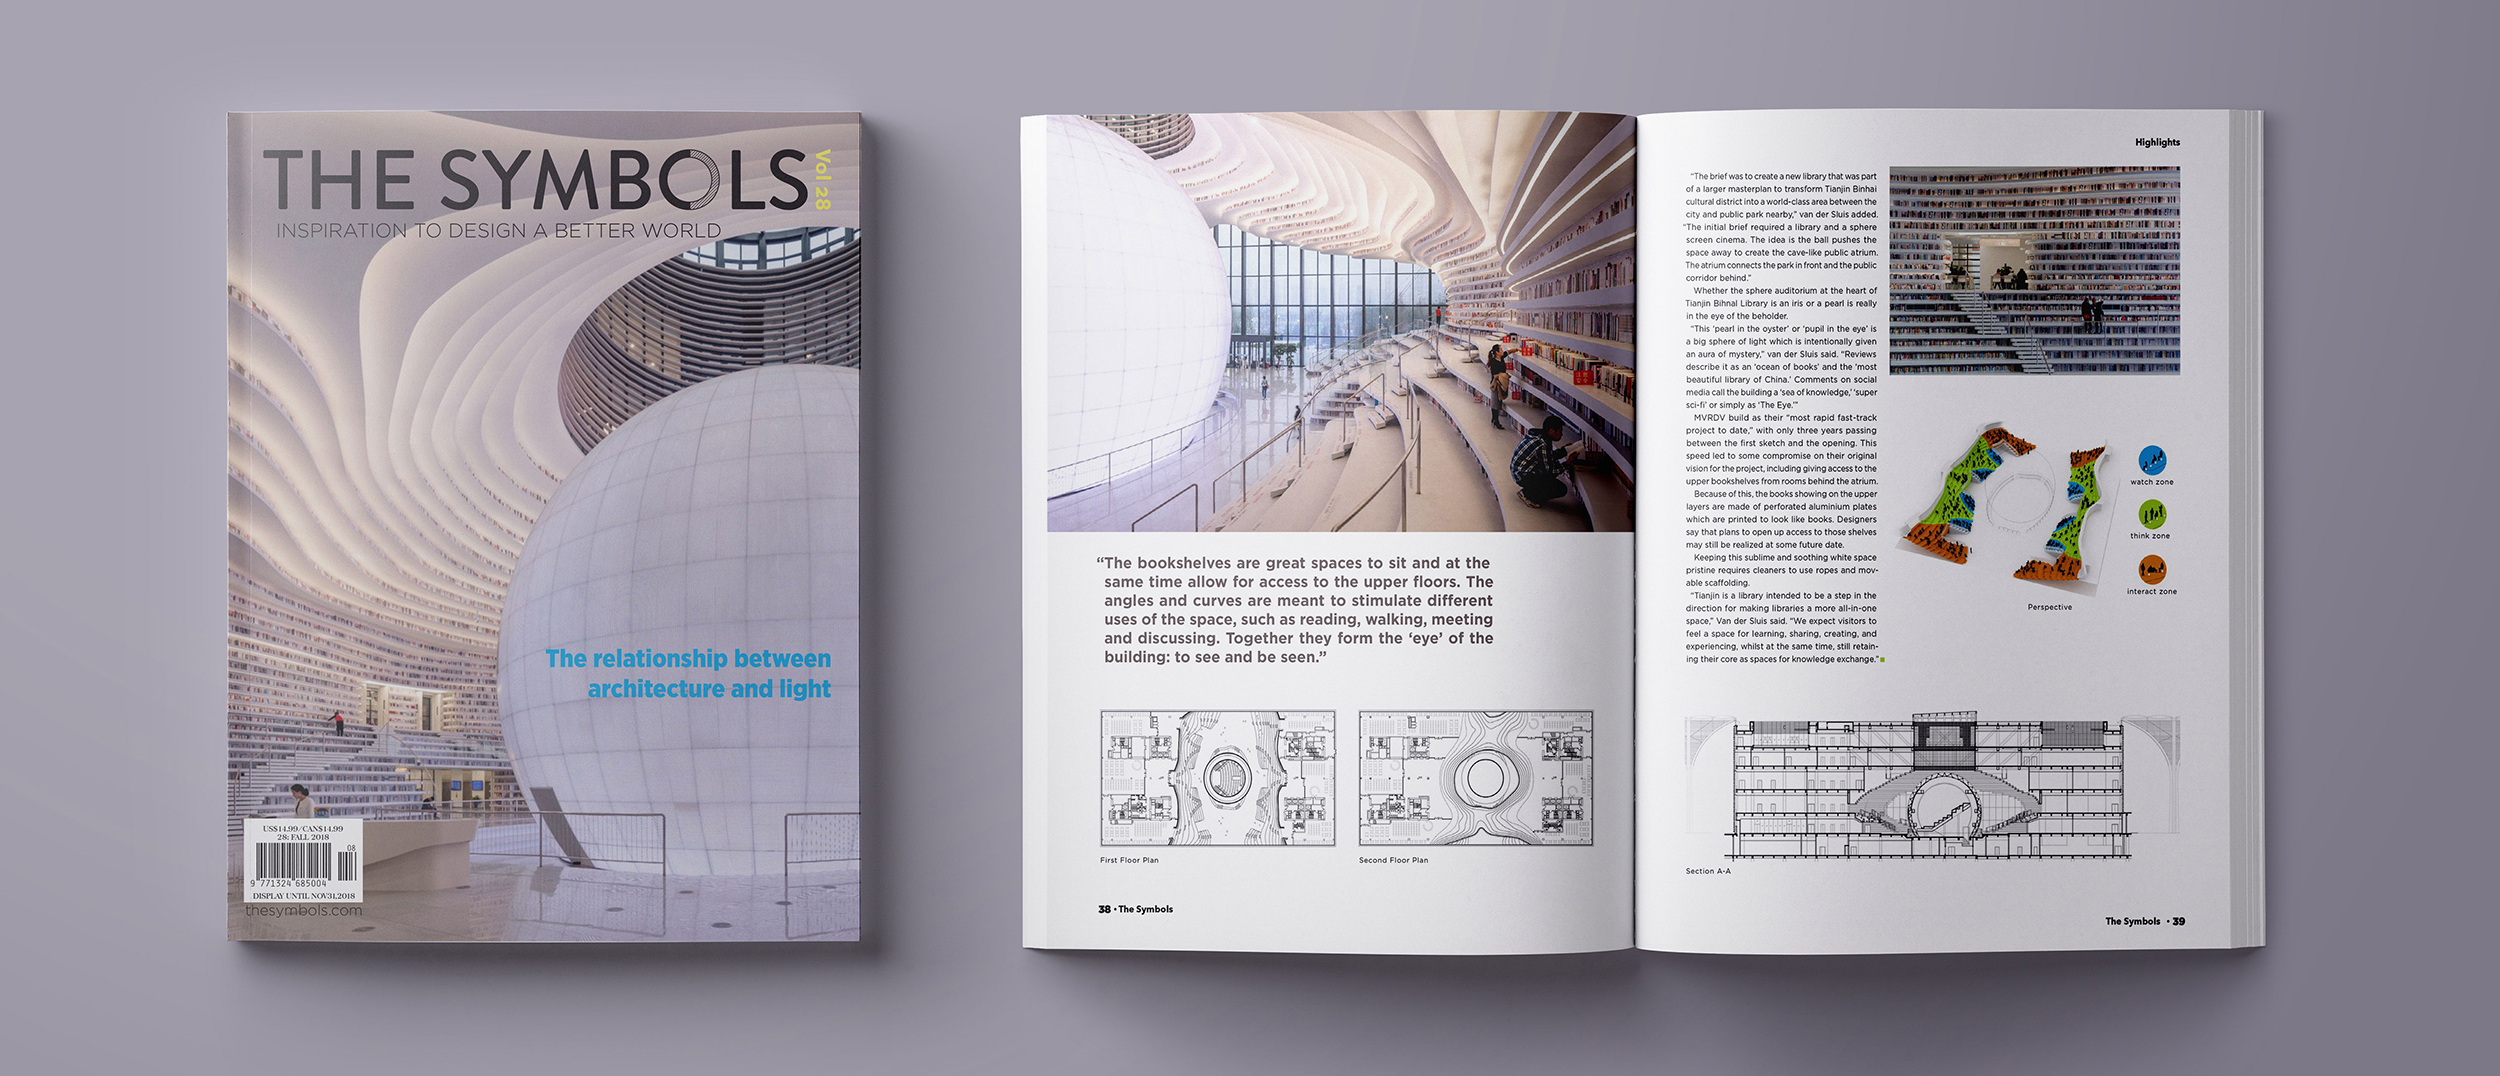 THE SYMBOLS
Vol 28
INSPIRATION TO DESIGN A BETTER WORLD
The relationship between
architecture and light
US$14.99/CAN$14.99
28: FALL 2018
08
9 771324 685004
DISPLAY UNTIL NOV31,2018
thesymbols.com
“The bookshelves are great spaces to sit and at the
same time allow for access to the upper floors. The
angles and curves are meant to stimulate different
uses of the space, such as reading, walking, meeting
and discussing. Together they form the ‘eye’ of the
building: to see and be seen.”
First Floor Plan
Second Floor Plan
38 • The Symbols
Highlights
“The brief was to create a new library that was part
of a larger masterplan to transform Tianjin Binhai
cultural district into a world-class area between the
city and public park nearby,” van der Sluis added.
“The initial brief required a library and a sphere
screen cinema. The idea is the ball pushes the
space away to create the cave-like public atrium.
The atrium connects the park in front and the public
corridor behind.”
Whether the sphere auditorium at the heart of
Tianjin Bihnal Library is an iris or a pearl is really
in the eye of the beholder.
“This ‘pearl in the oyster’ or ‘pupil in the eye’ is
a big sphere of light which is intentionally given
an aura of mystery,” van der Sluis said. “Reviews
describe it as an ‘ocean of books’ and the ‘most
beautiful library of China.’ Comments on social
media call the building a ‘sea of knowledge,’ ‘super
sci-fi’ or simply as ‘The Eye.’”
MVRDV build as their “most rapid fast-track
project to date,” with only three years passing
between the first sketch and the opening. This
speed led to some compromise on their original
vision for the project, including giving access to the
upper bookshelves from rooms behind the atrium.
Because of this, the books showing on the upper
layers are made of perforated aluminium plates
which are printed to look like books. Designers
say that plans to open up access to those shelves
may still be realized at some future date.
Keeping this sublime and soothing white space
pristine requires cleaners to use ropes and mov-
able scaffolding.
“Tianjin is a library intended to be a step in the
direction for making libraries a more all-in-one
space,” Van der Sluis said. “We expect visitors to
feel a space for learning, sharing, creating, and
experiencing, whilst at the same time, still retain-
ing their core as spaces for knowledge exchange.”
watch zone
think zone
interact zone
Perspective
Section A-A
The Symbols • 39